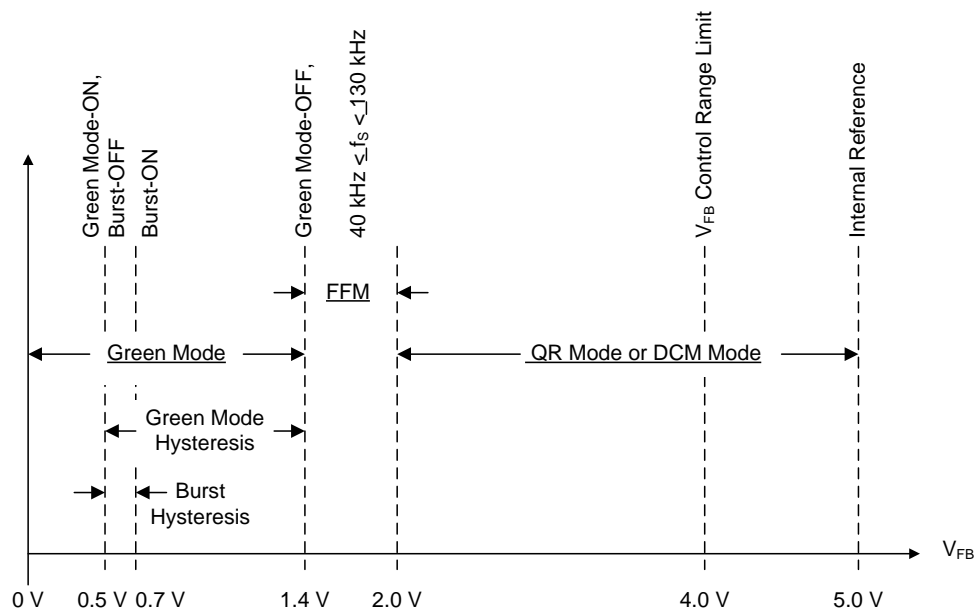 Green Mode-ON,
Burst-OFF
Burst-ON
Green Mode-OFF,
40 kHz <_fS <_130 kHz
VFB Control Range Limit
Internal Reference
FFM
Green Mode
QR Mode or DCM Mode
Green Mode
Hysteresis
Burst
Hysteresis
VFB
0 V
0.5 V
0.7 V
1.4 V
2.0 V
4.0 V
5.0 V